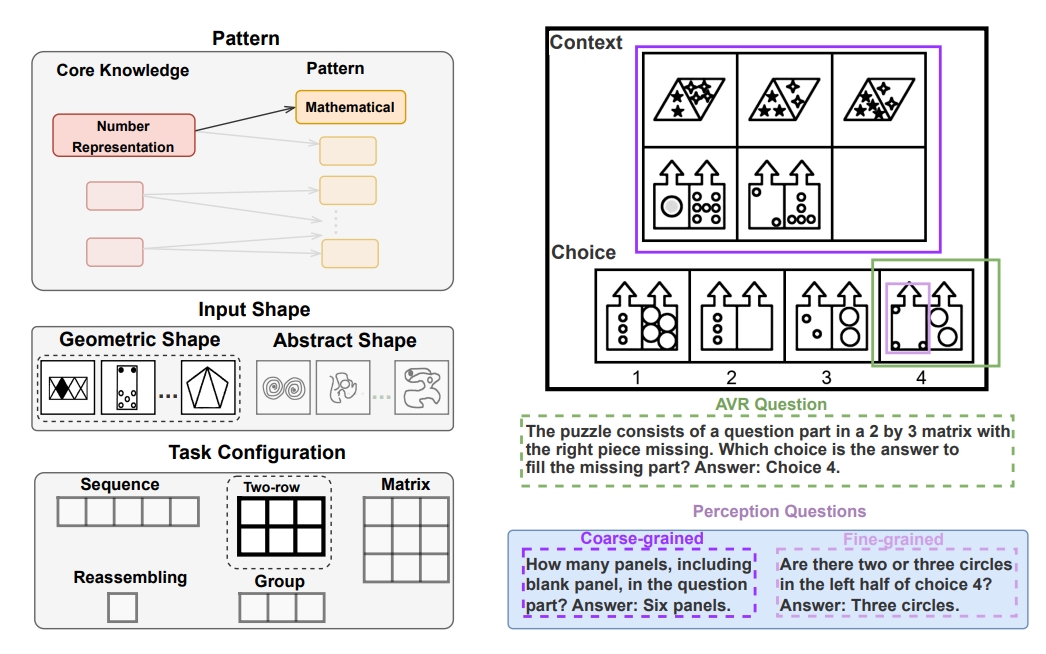 Pattern
Core Knowledge
Pattern
Number
Representation
Mathematical
Input Shape
Geometric Shape
Abstract Shape
...
...
Task Configuration
Sequence
Two-row
Matrix
Reassembling
Group
Context
Choice
1
2
3
4
AVR Question
The puzzle consists of a question part in a 2 by 3 matrix with
the right piece missing. Which choice is the answer to
fill the missing part? Answer: Choice 4.
Perception Questions
Coarse-grained
How many panels, including
blank panel, in the question
part? Answer: Six panels.
Fine-grained
Are there two or three circles
in the left half of choice 4?
Answer: Three circles.